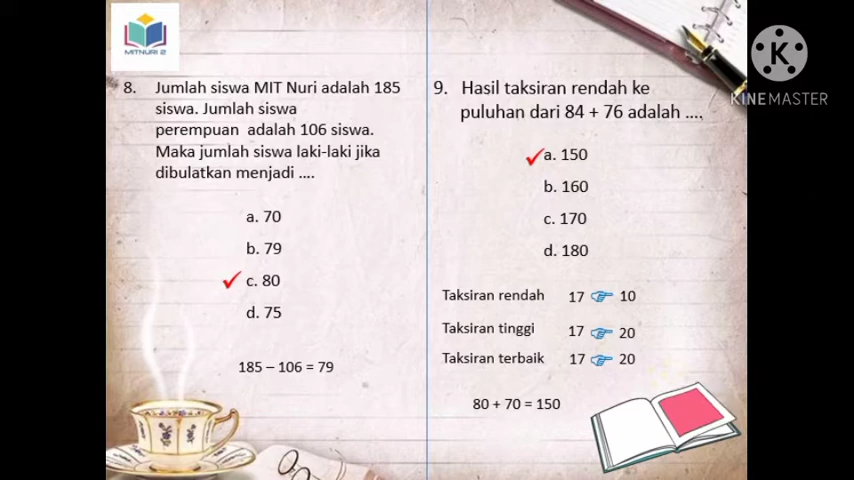 MITNURI 2
8. Jumlah siswa MIT Nuri adalah 185
siswa. Jumlah siswa
perempuan adalah 106 siswa.
Maka jumlah siswa laki-laki jika
dibulatkan menjadi ....
a. 70
b. 79
c. 80
d. 75
185 – 106 = 79
9. Hasil taksiran rendah ke
puluhan dari 84 + 76 adalah ....
a. 150
b. 160
c. 170
d. 180
Taksiran rendah 17 10
Taksiran tinggi 17 20
Taksiran terbaik 17 20
80 + 70 = 150
K
KINEMASTER